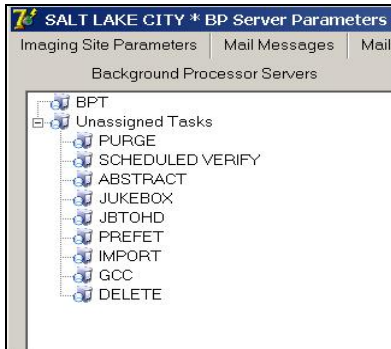 SALT LAKE CITY * BP Server Parameters
Imaging Site Parameters Mail Messages Mail
Background Processor Servers
BPT
Unassigned Tasks
PURGE
SCHEDULED VERIFY
ABSTRACT
JUKEBOX
JBTOHD
PREFET
IMPORT
GCC
DELETE